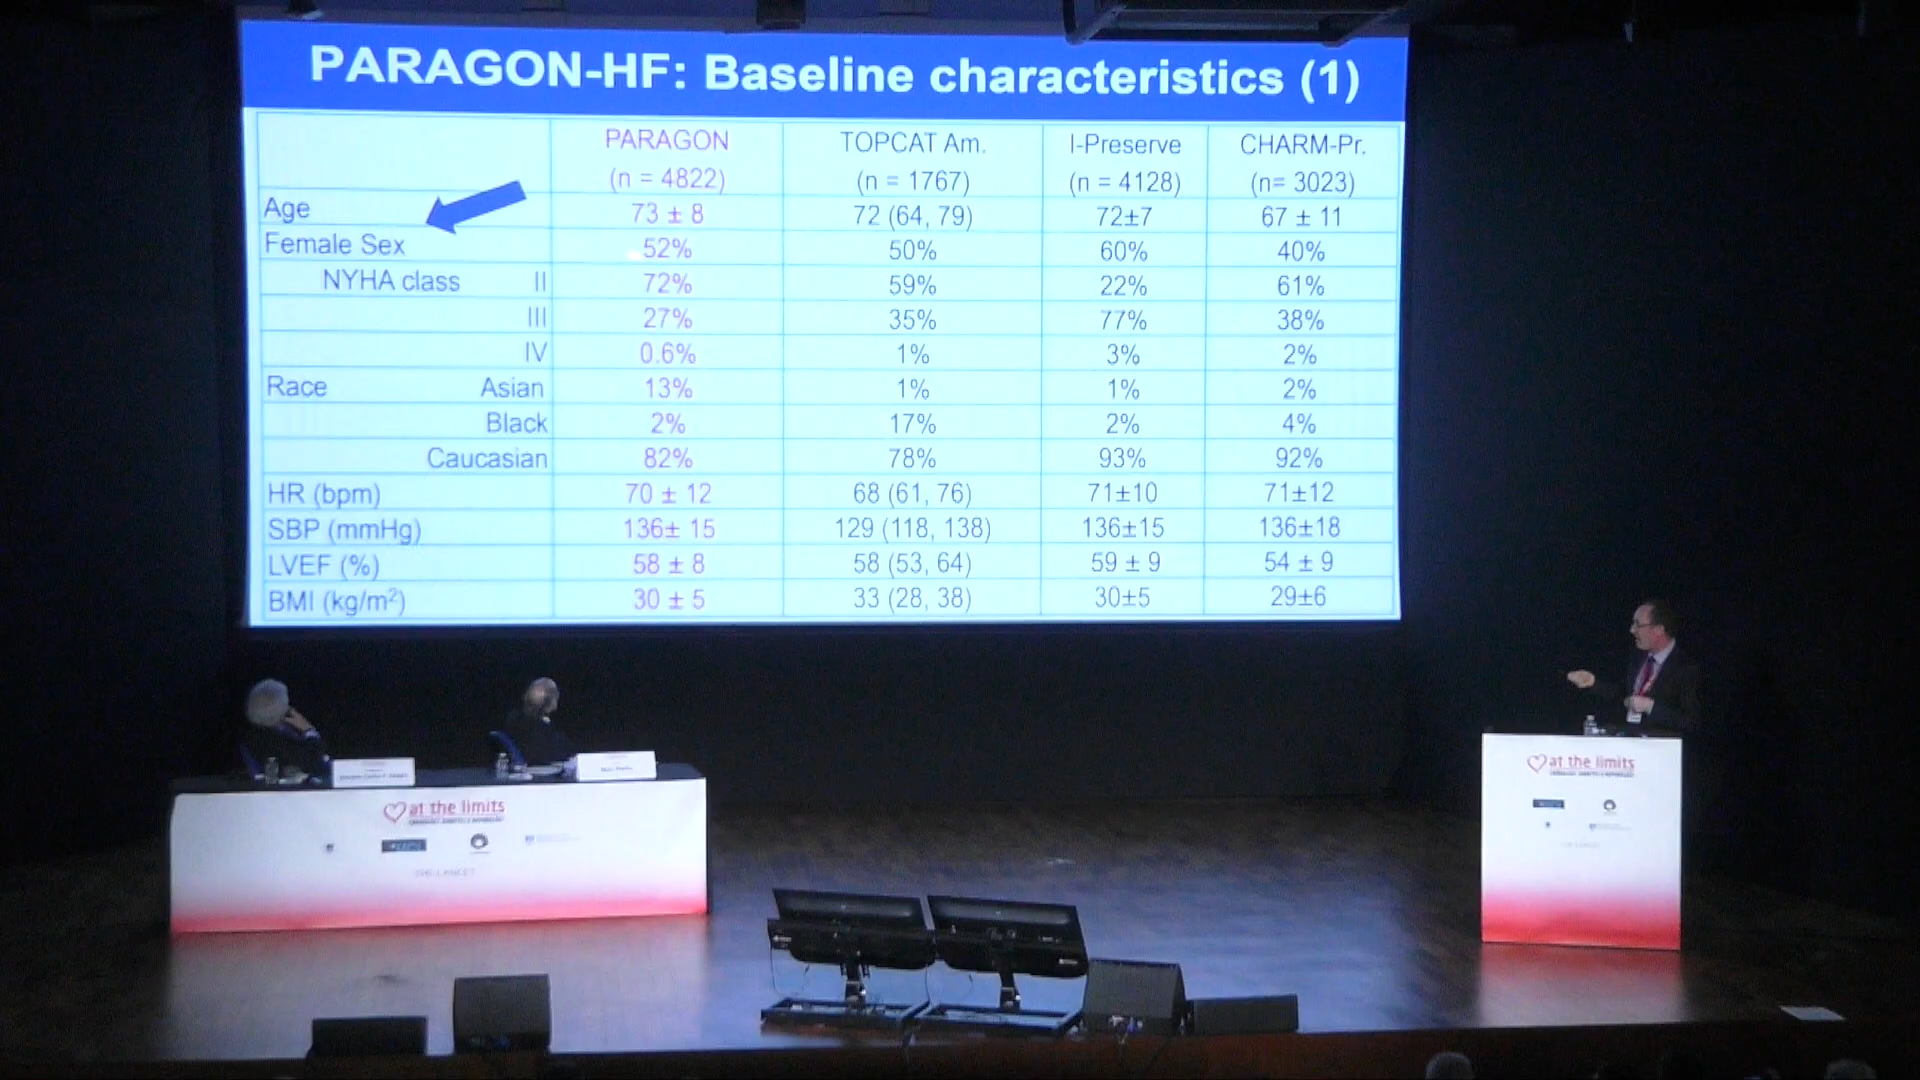 PARAGON-HF: Baseline characteristics (1)
PARAGON TOPCAT Am. I-Preserve CHARM-Pr.
(n = 4822) (n = 1767) (n = 4128) (n= 3023)
Age 73 ± 8 72 (64, 79) 72±7 67 ± 11
Female Sex 52% 50% 60% 40%
NYHA class II 72% 59% 22% 61%
III 27% 35% 77% 38%
IV 0.6% 1% 3% 2%
Race Asian 13% 1% 1% 2%
Black 2% 17% 2% 4%
Caucasian 82% 78% 93% 92%
HR (bpm) 70 ± 12 68 (61, 76) 71±10 71±12
SBP (mmHg) 136± 15 129 (118, 138) 136±15 136±18
LVEF (%) 58 ± 8 58 (53, 64) 59 ± 9 54 ± 9
BMI (kg/m²) 30 ± 5 33 (28, 38) 30±5 29±6
at the limits
THE LANCET
at the limits